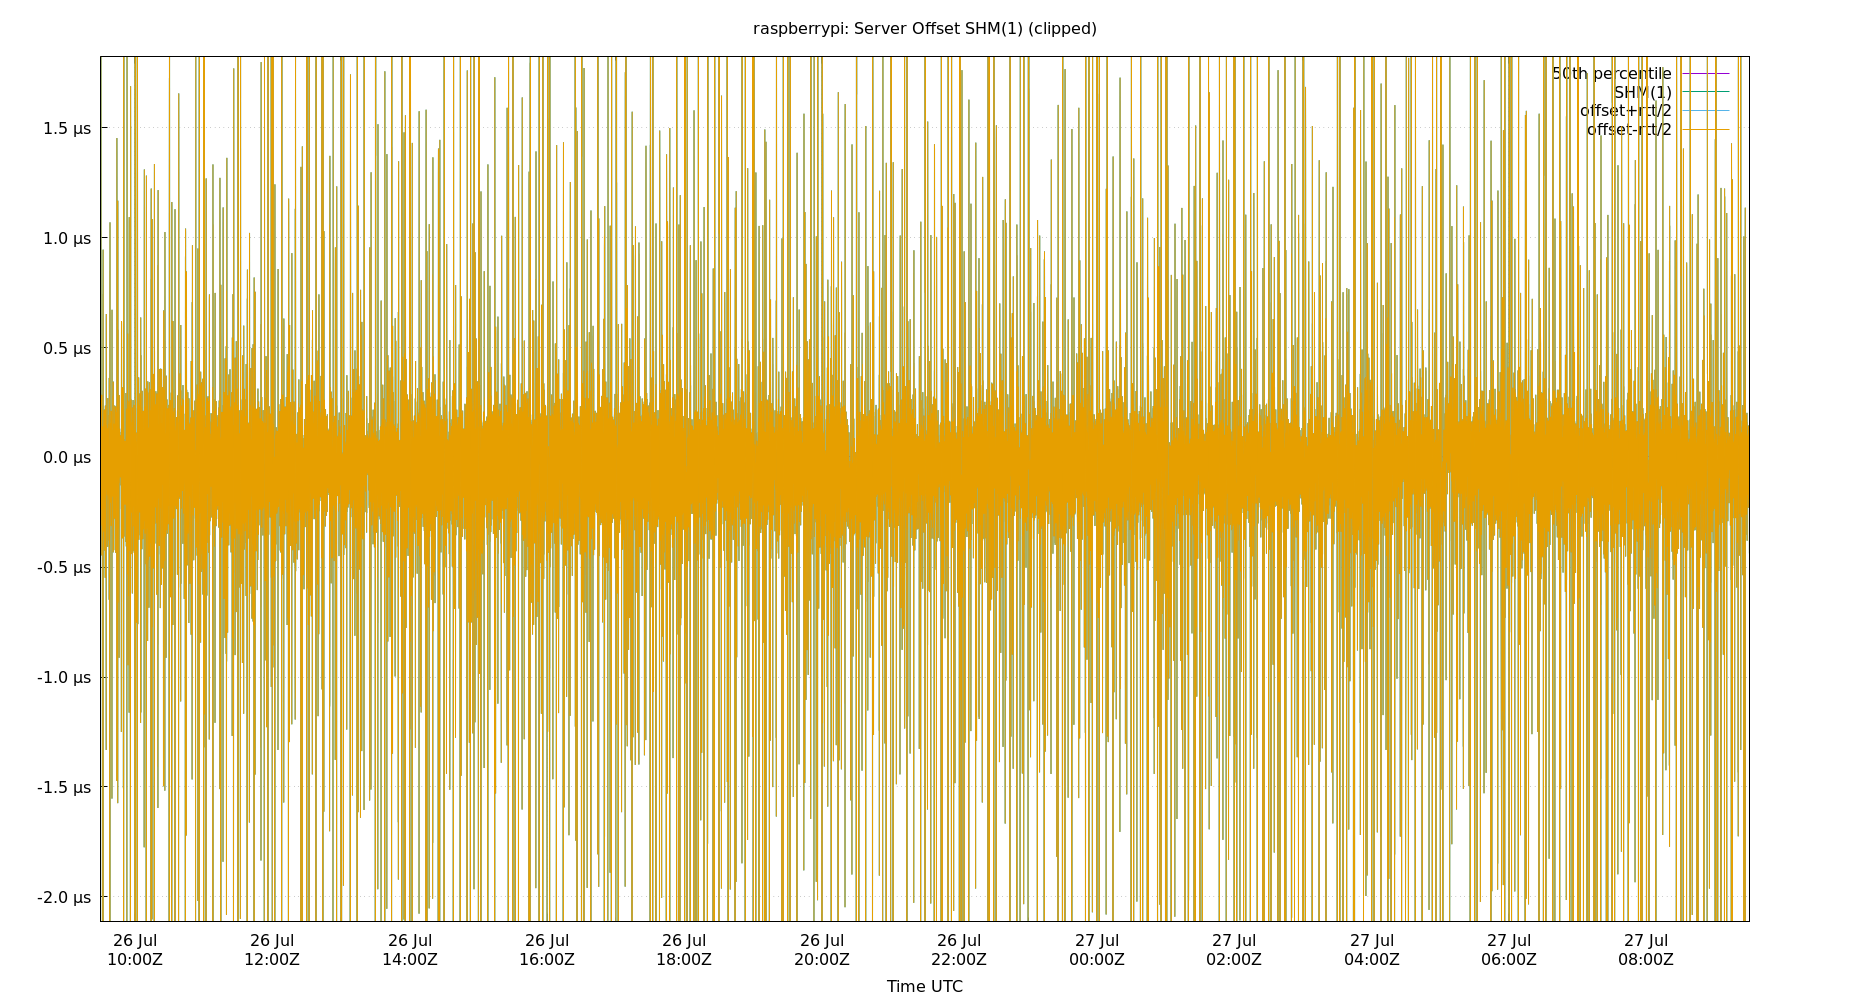 raspberrypi: Server Offset SHM(1) (clipped)
50th percentile
SHM(1)
offset+rtt/2
offset-rtt/2
1.5 µs
1.0 µs
0.5 µs
0.0 µs
-0.5 µs
-1.0 µs
-1.5 µs
-2.0 µs
26 Jul 26 Jul 26 Jul 26 Jul 26 Jul 26 Jul 26 Jul 27 Jul 27 Jul 27 Jul 27 Jul 27 Jul
10:00Z 12:00Z 14:00Z 16:00Z 18:00Z 20:00Z 22:00Z 00:00Z 02:00Z 04:00Z 06:00Z 08:00Z
Time UTC